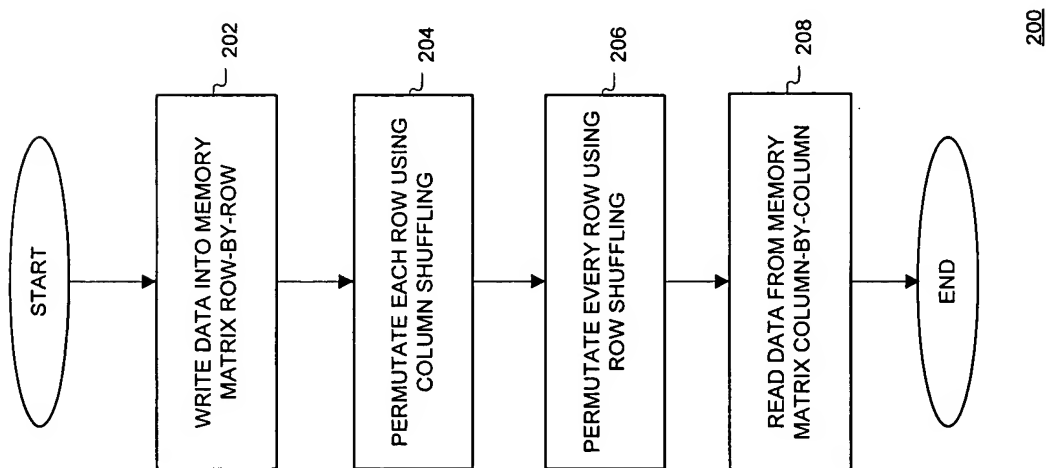 START
202
WRITE DATA INTO MEMORY
MATRIX ROW-BY-ROW
204
PERMUTATE EACH ROW USING
COLUMN SHUFFLING
206
PERMUTATE EVERY ROW USING
ROW SHUFFLING
208
READ DATA FROM MEMORY
MATRIX COLUMN-BY-COLUMN
END
200